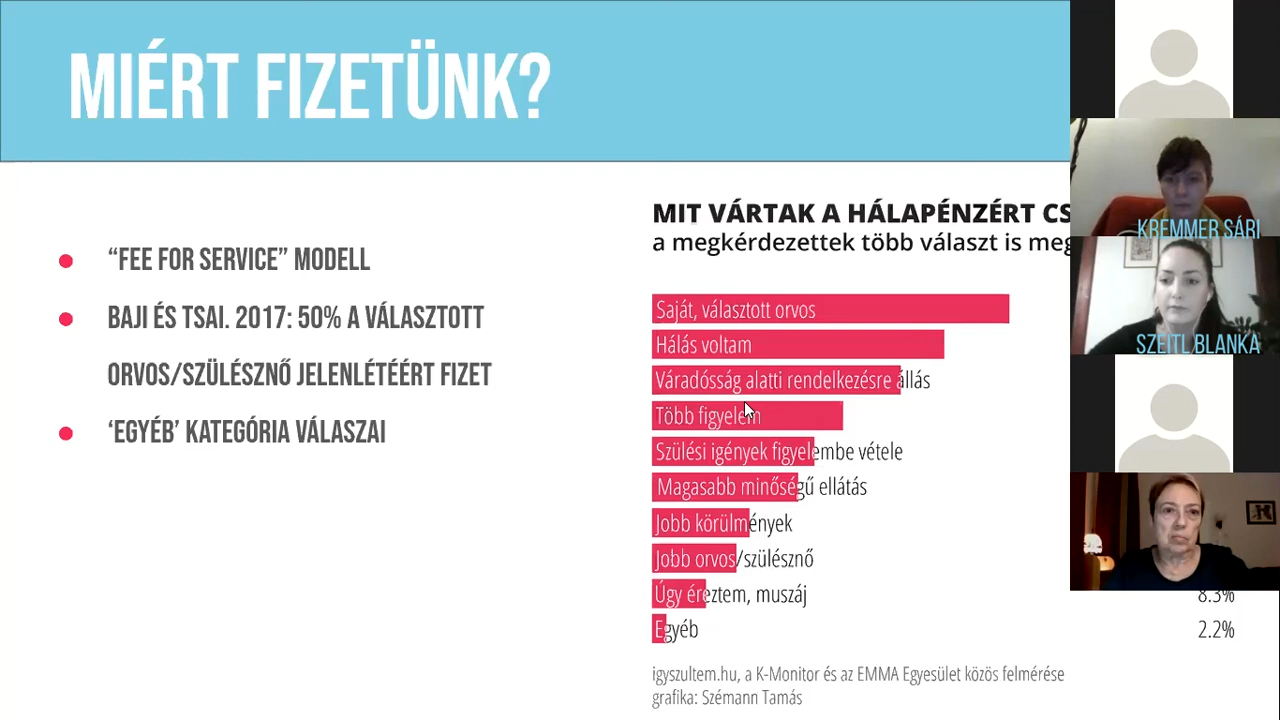 MIÉRT FIZETÜNK?
“FEE FOR SERVICE” MODELL
BAJI ÉS TSAI. 2017: 50% A VÁLASZTOTT
ORVOS/SZÜLÉSZNŐ JELENLÉTÉÉRT FIZET
‘EGYÉB’ KATEGÓRIA VÁLASZAI
MIT VÁRTAK A HÁLAPÉNZÉRT CS
a megkérdezettek több választ is meg
Saját, választott orvos
Hálás voltam
Váradósság alatti rendelkezésre állás
Több figyelem
Szülési igények figyelembe vétele
Magasabb minőségű ellátás
Jobb körülmények
Jobb orvos/szülésznő
Úgy éreztem, muszáj 8.3%
Egyéb 2.2%
igyszultem.hu, a K-Monitor és az EMMA Egyesület közös felmérése
grafika: Szémann Tamás
KREMMER SÁRI
SZEITL BLANKA